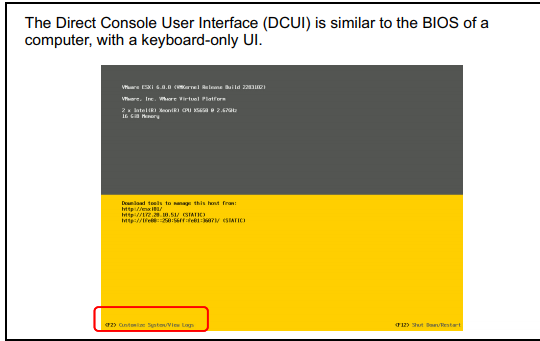 The Direct Console User Interface (DCUI) is similar to the BIOS of a
computer, with a keyboard-only UI.
VMware ESXi 6.0.0 (VMKernel Release Build 2283102)
VMware, Inc. VMware Virtual Platform
2 x Intel(R) Xeon(R) CPU X5650 @ 2.67GHz
16 GiB Memory
Download tools to manage this host from:
http://esxi01/
http://172.20.10.51/ (STATIC)
http://[fe80::250:56ff:fe01:3607]/ (STATIC)
<F2> Customize System/View Logs
<F12> Shut Down/Restart